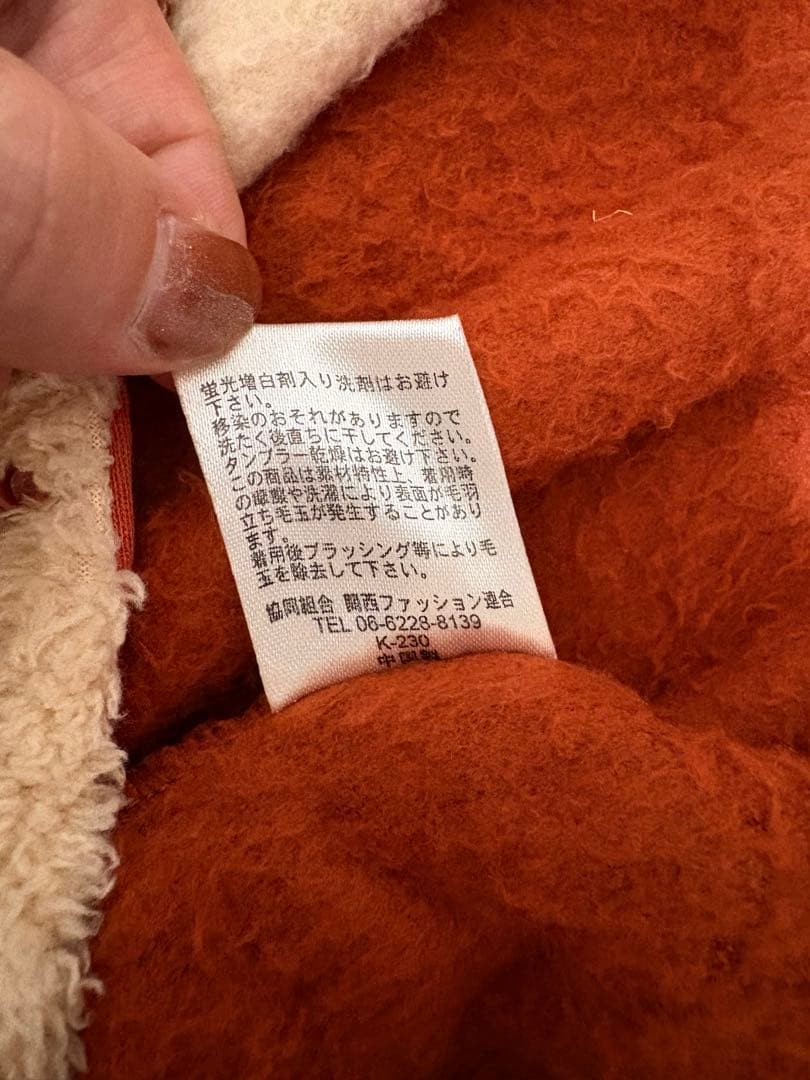 蛍光増白剤入り洗剤はお避け
下さい。
移染のおそれがありますので
洗たく後直ちに干してください。
タンブラー乾燥はお避け下さい。
この商品は素材特性上、着用時
の摩擦や洗濯により表面が毛羽
立ち毛玉が発生することがあり
ます。
着用後ブラッシング等により毛
玉を除去して下さい。
協同組合 関西ファッション連合
TEL 06-6228-8139
K-230
中国製